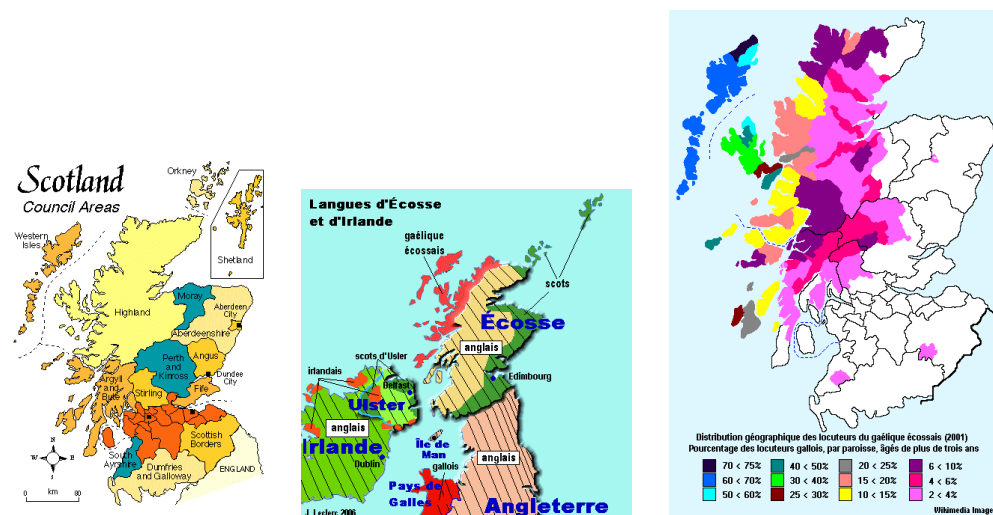 Scotland
Council Areas
Orkney
Shetland
Western
Isles
Highland
Moray
Aberdeen
City
Aberdeenshire
Perth
and
Kinross
Angus
Dundee
City
Argyll
and
Bute
Stirling
Fife
South
Ayrshire
Scottish
Borders
Dumfries
and Galloway
ENGLAND
N
W
E
S
0
km
80
Langues d'Écosse
et d'Irlande
gaélique
écossais
scots
Écosse
anglais
scots d'Usler
irlandais
Belfast
Edimbourg
Ulster
anglais
Irlande
Île de
Man
Dublin
gallois
anglais
Pays de
Galles
Angleterre
J. Leclerc 2006
Distribution géographique des locuteurs du gaélique écossais (2001)
Pourcentage des locuteurs gallois, par paroisse, âgés de plus de trois ans
70 < 75% 40 < 50% 20 < 25% 6 < 10%
60 < 70% 30 < 40% 15 < 20% 4 < 6%
50 < 60% 25 < 30% 10 < 15% 2 < 4%
Wikimedia Image